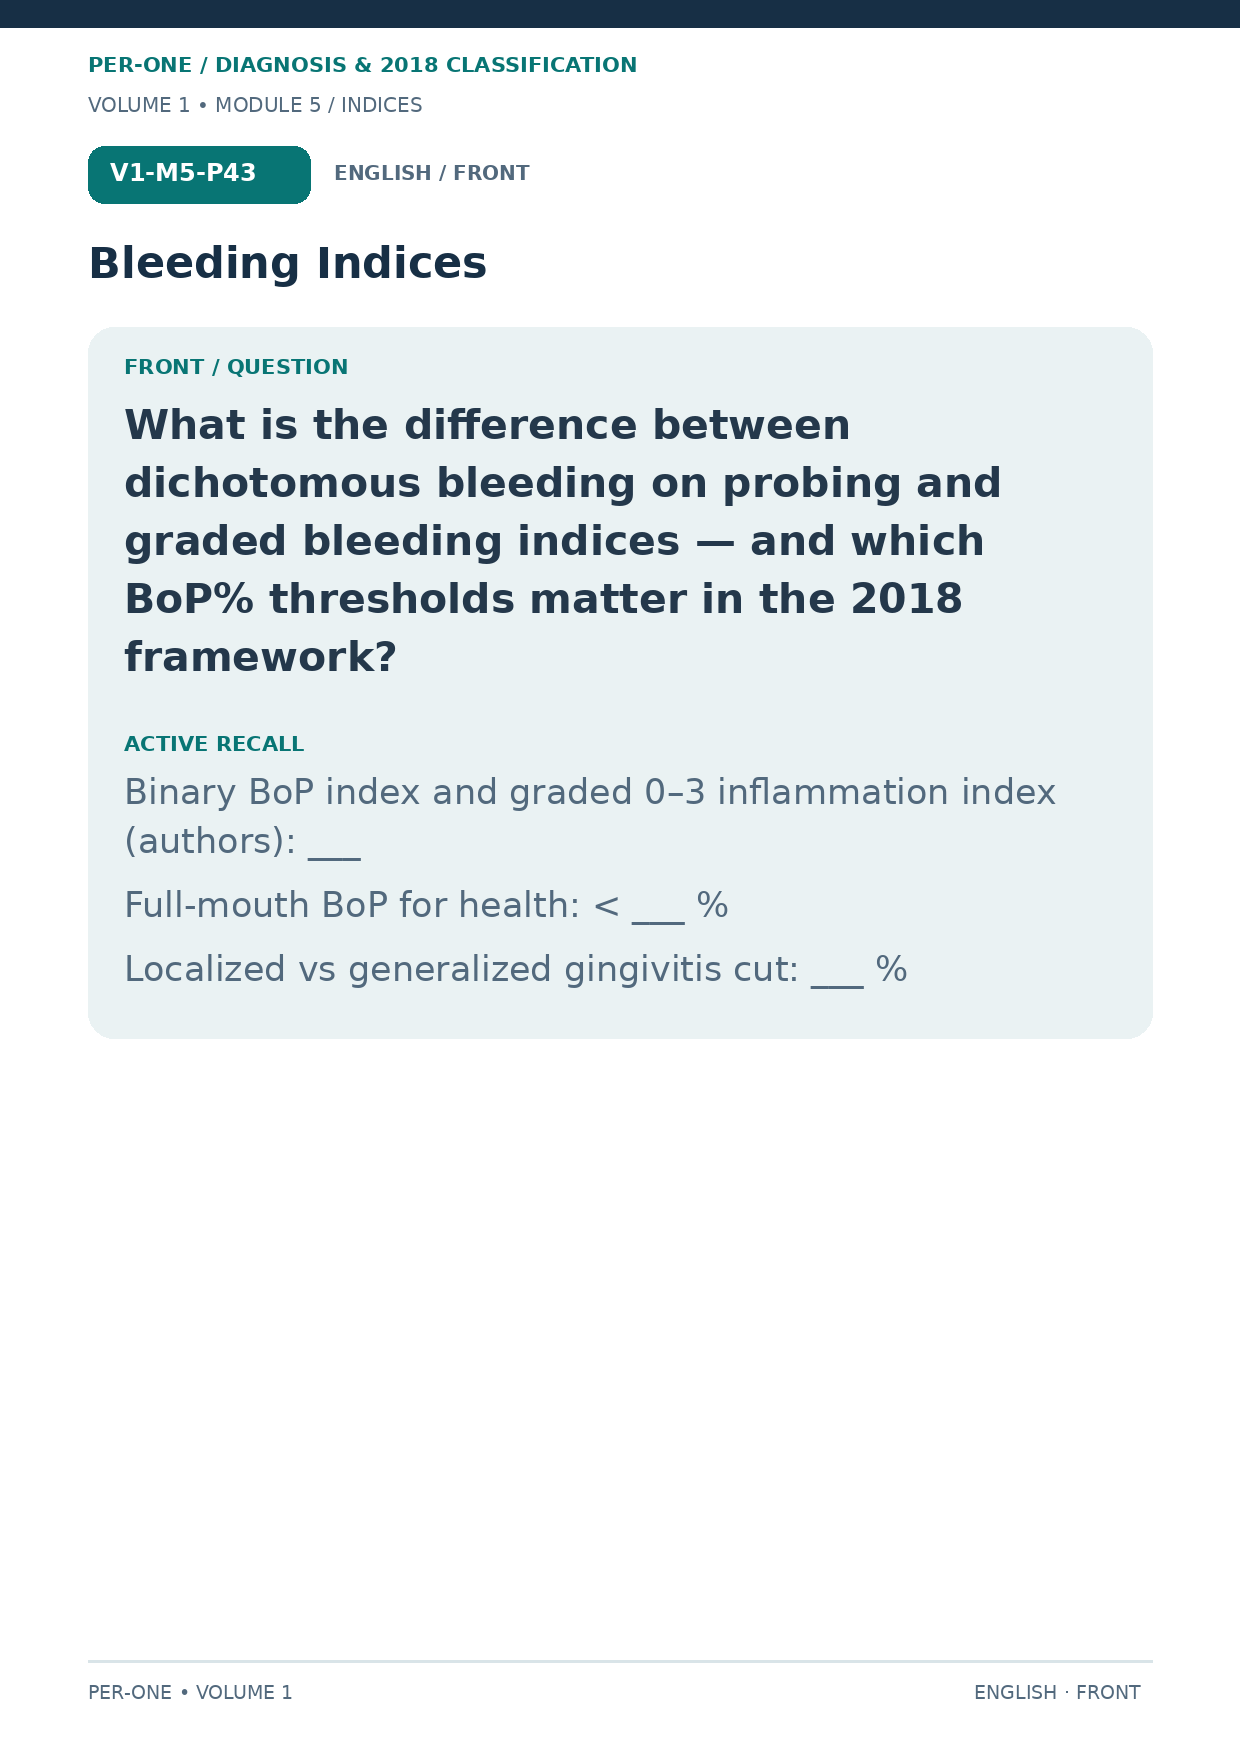 PER-ONE / DIAGNOSIS & 2018 CLASSIFICATION
VOLUME 1 • MODULE 5 / INDICES
V1-M5-P43
ENGLISH / FRONT
Bleeding Indices
FRONT / QUESTION
What is the difference between
dichotomous bleeding on probing and
graded bleeding indices — and which
BoP% thresholds matter in the 2018
framework?
ACTIVE RECALL
Binary BoP index and graded 0–3 inflammation index
(authors): ___
Full-mouth BoP for health: < ___ %
Localized vs generalized gingivitis cut: ___ %
PER-ONE • VOLUME 1
ENGLISH · FRONT